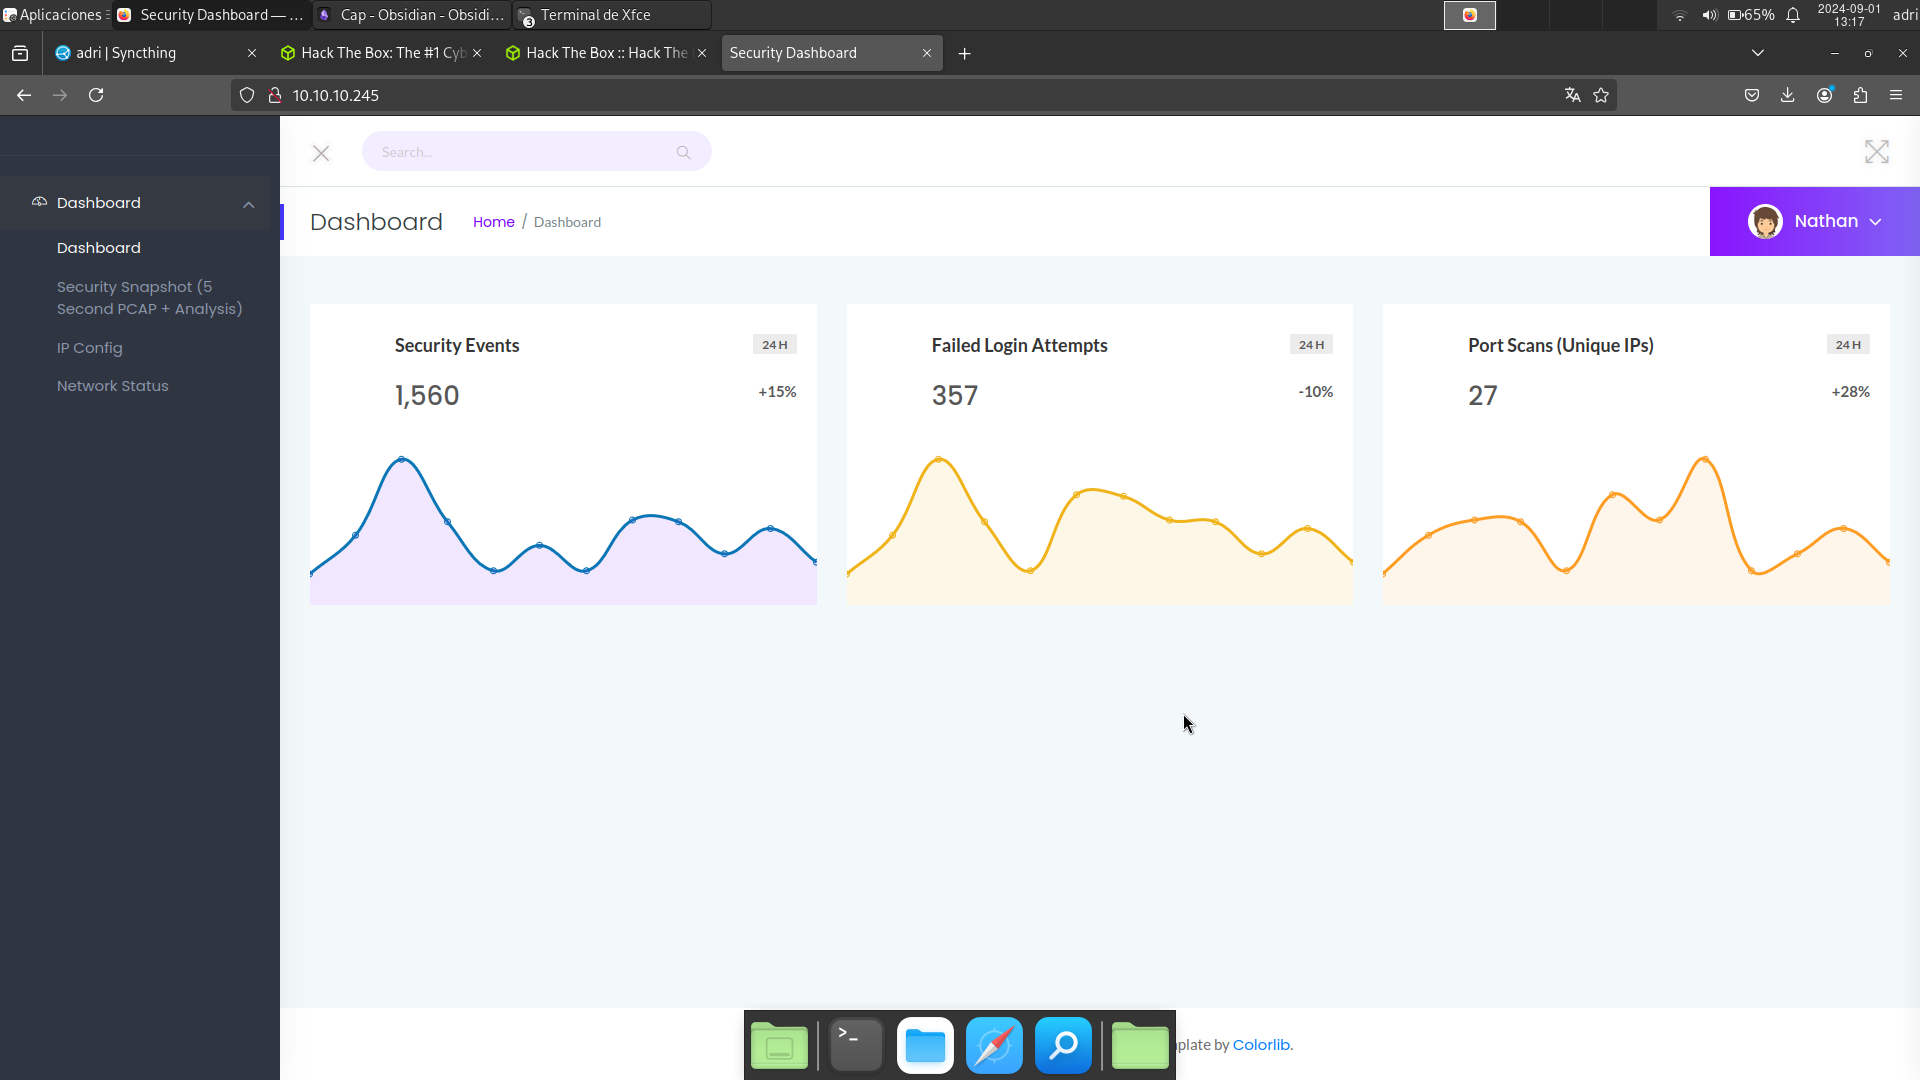 Aplicaciones
Security Dashboard — ...
Cap - Obsidian - Obsidi...
3
Terminal de Xfce
65%
2024-09-01
13:17
adri
adri | Syncthing
Hack The Box: The #1 Cyb
Hack The Box :: Hack The
Security Dashboard
10.10.10.245
Search...
Dashboard
Dashboard
Security Snapshot (5
Second PCAP + Analysis)
IP Config
Network Status
Dashboard
Home / Dashboard
Nathan
Security Events
24 H
1,560
+15%
Failed Login Attempts
24 H
357
-10%
Port Scans (Unique IPs)
24 H
27
+28%
>_
plate by Colorlib.